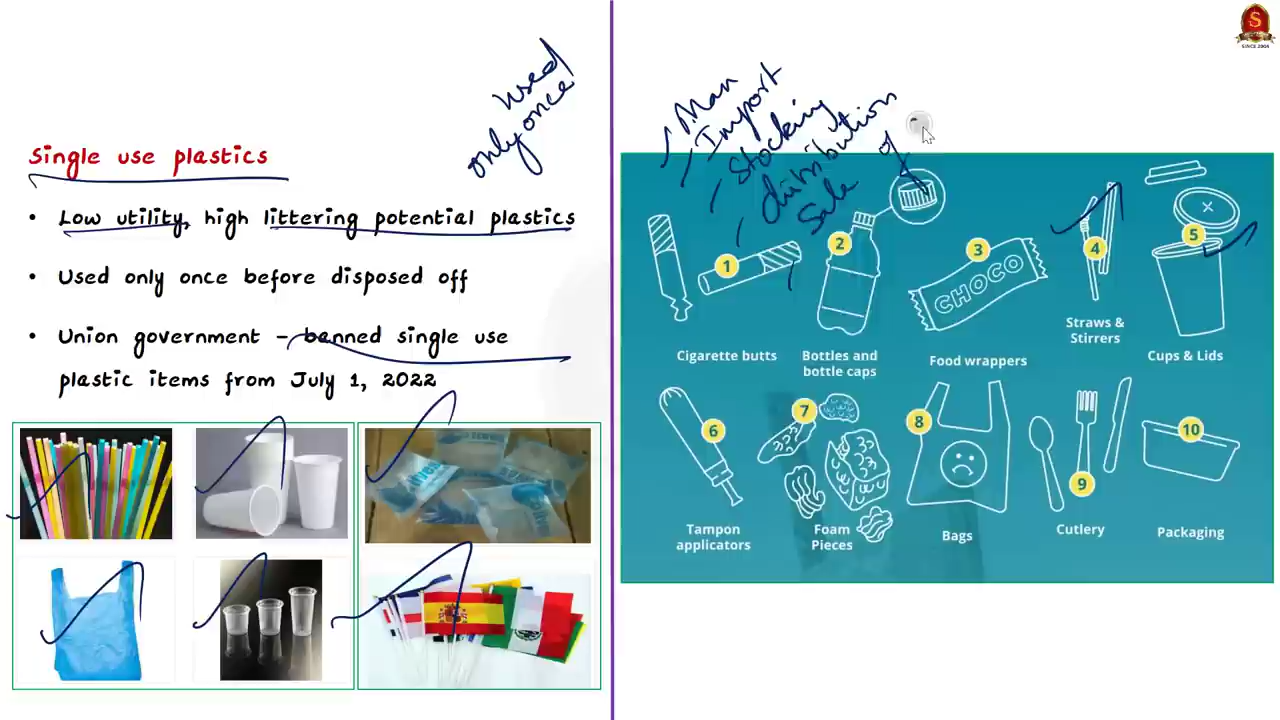 used
only once
Single use plastics
• Low utility, high littering potential plastics
• Used only once before disposed off
• Union government – banned single use
plastic items from July 1, 2022
Man
Import
Stocking
distribution
Sale of
S
SINCE 2004
1
2
3
CHOCO
4
5
Cigarette butts
Bottles and
bottle caps
Food wrappers
Straws &
Stirrers
Cups & Lids
6
7
8
9
10
Tampon
applicators
Foam
Pieces
Bags
Cutlery
Packaging